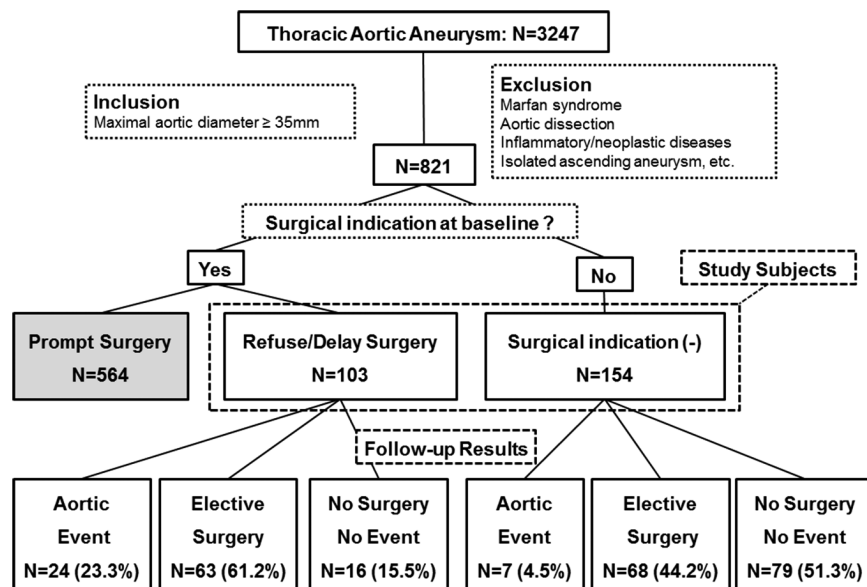 Thoracic Aortic Aneurysm: N=3247
Inclusion
Maximal aortic diameter ≥ 35mm
Exclusion
Marfan syndrome
Aortic dissection
Inflammatory/neoplastic diseases
Isolated ascending aneurysm, etc.
N=821
Surgical indication at baseline ?
Yes
No
Study Subjects
Prompt Surgery
N=564
Refuse/Delay Surgery
N=103
Surgical indication (-)
N=154
Follow-up Results
Aortic
Event
N=24 (23.3%)
Elective
Surgery
N=63 (61.2%)
No Surgery
No Event
N=16 (15.5%)
Aortic
Event
N=7 (4.5%)
Elective
Surgery
N=68 (44.2%)
No Surgery
No Event
N=79 (51.3%)